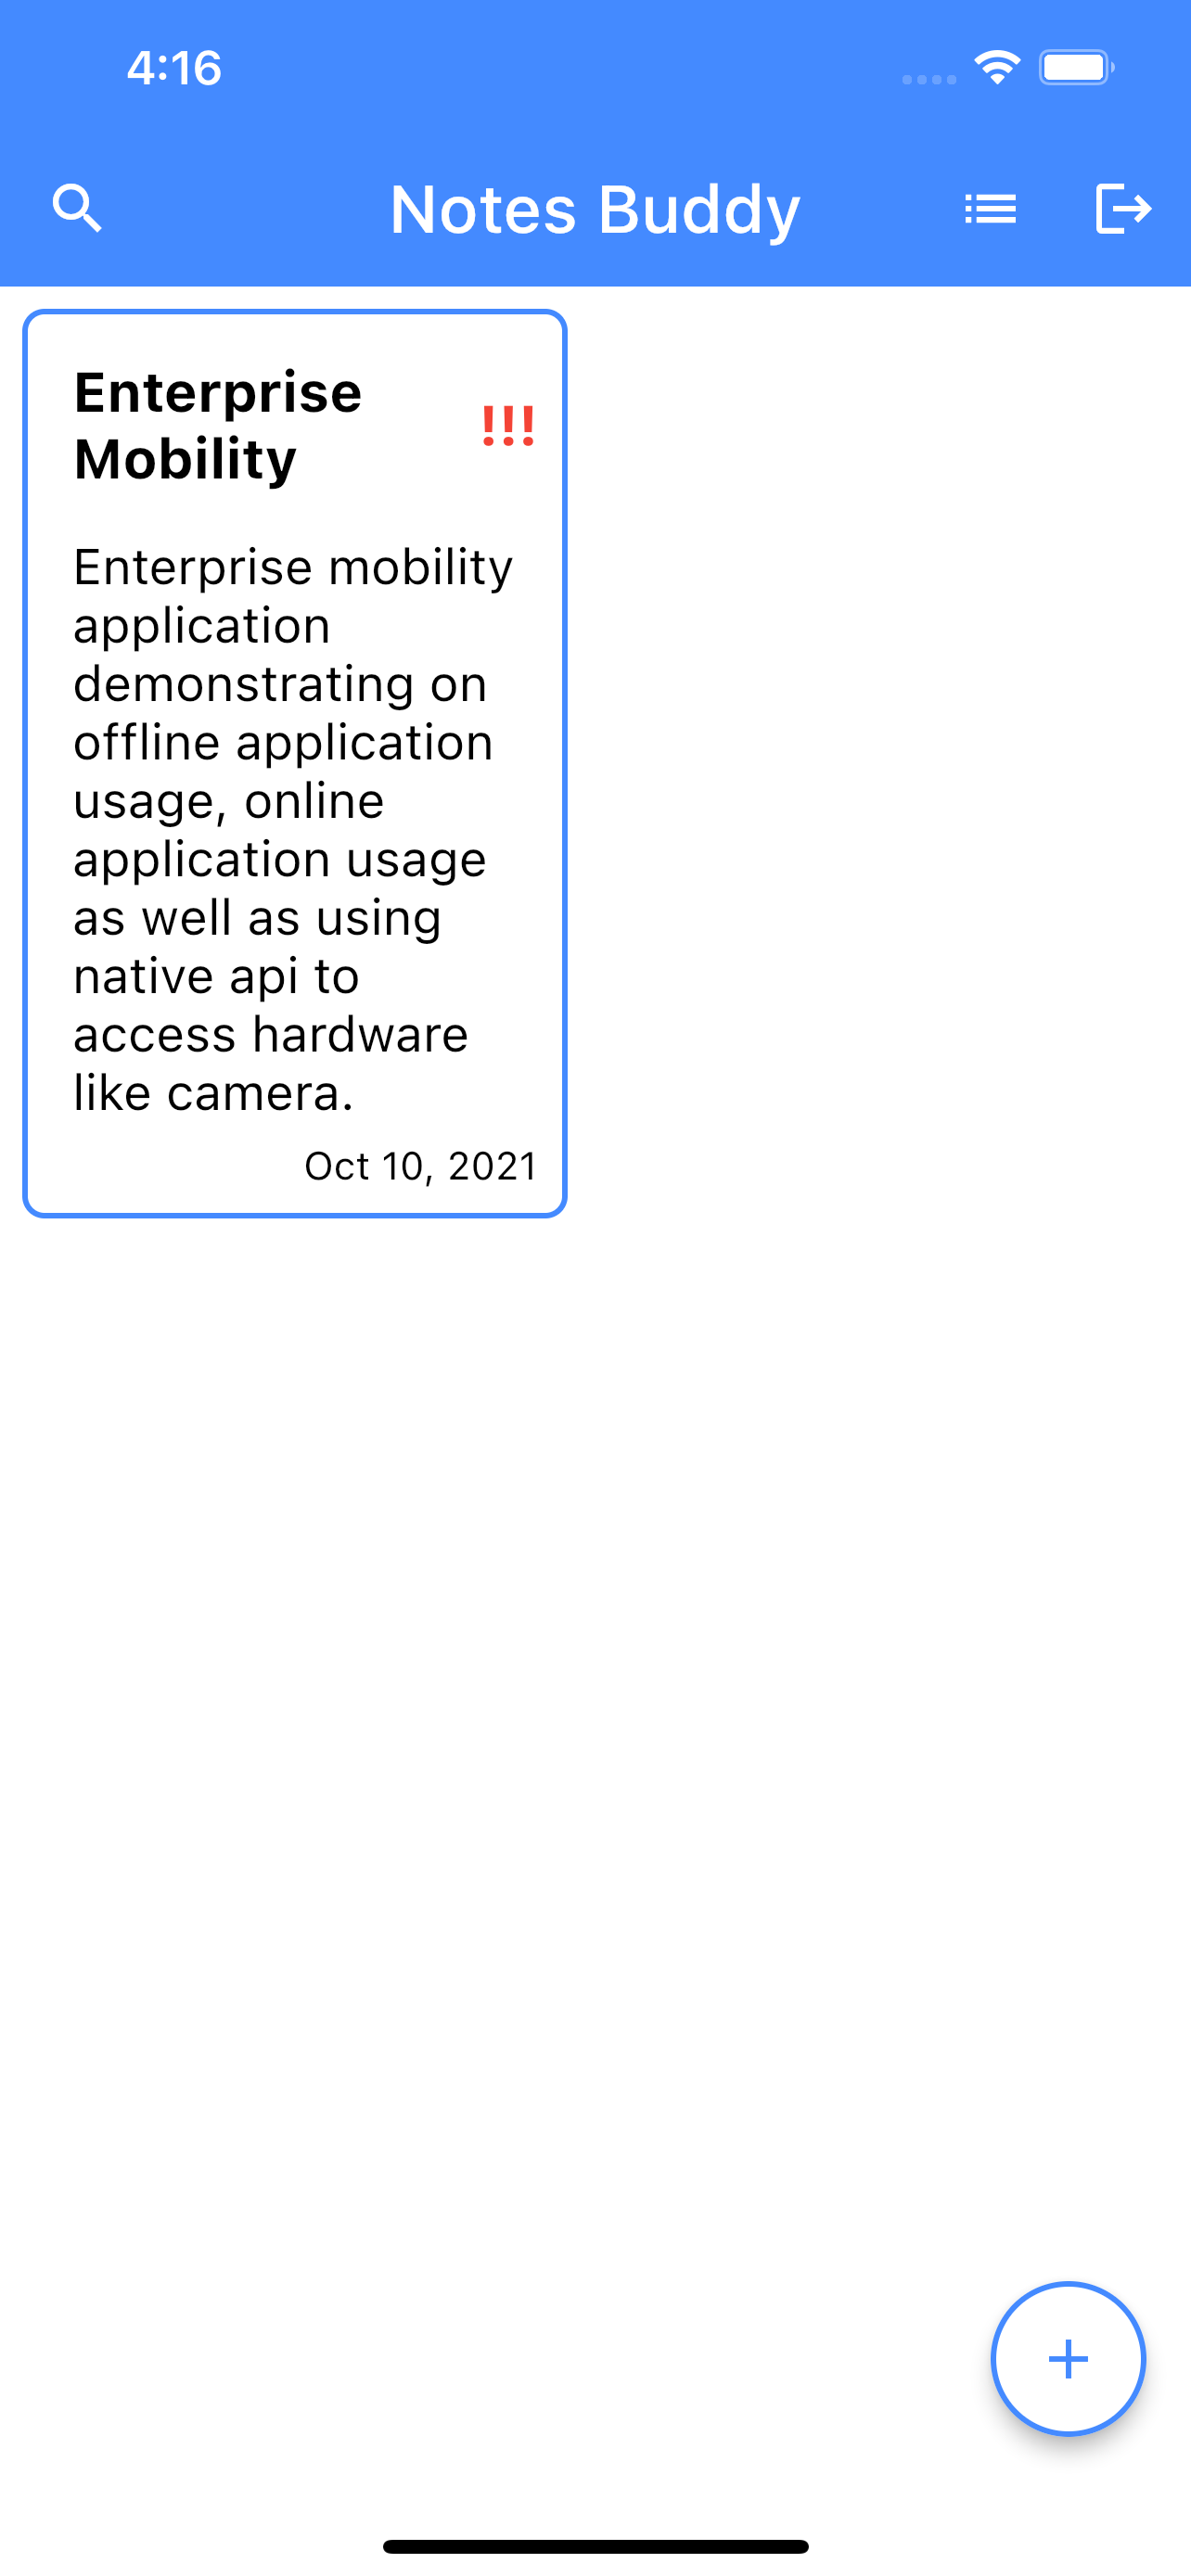 4:16
Notes Buddy
Enterprise
Mobility
!!!
Enterprise mobility
application
demonstrating on
offline application
usage, online
application usage
as well as using
native api to
access hardware
like camera.
Oct 10, 2021